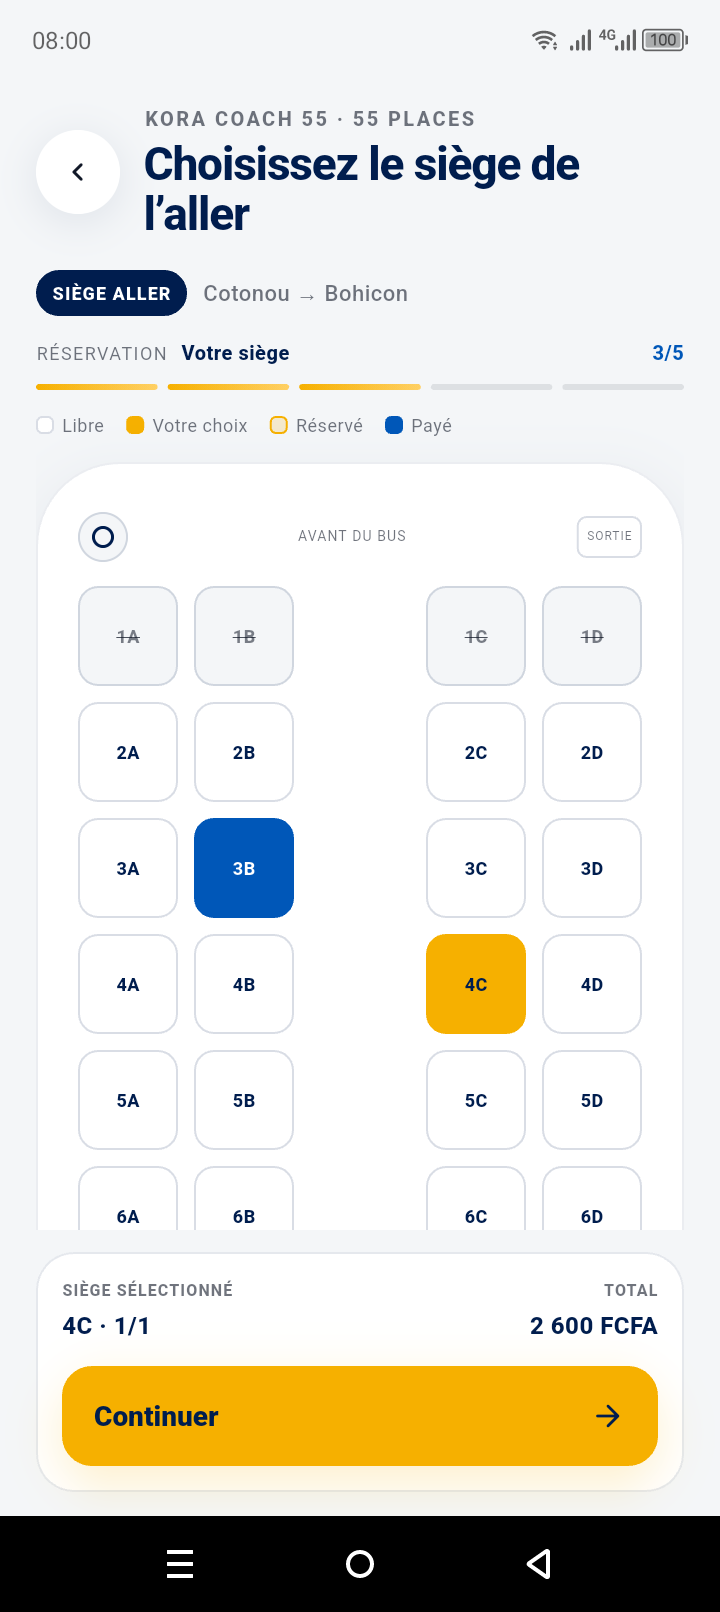 08:00
4G
100
KORA COACH 55 · 55 PLACES
Choisissez le siège de
l’aller
SIÈGE ALLER Cotonou → Bohicon
RÉSERVATION Votre siège 3/5
Libre Votre choix Réservé Payé
AVANT DU BUS SORTIE
1A 1B 1C 1D
2A 2B 2C 2D
3A 3B 3C 3D
4A 4B 4C 4D
5A 5B 5C 5D
6A 6B 6C 6D
SIÈGE SÉLECTIONNÉ TOTAL
4C · 1/1 2 600 FCFA
Continuer →